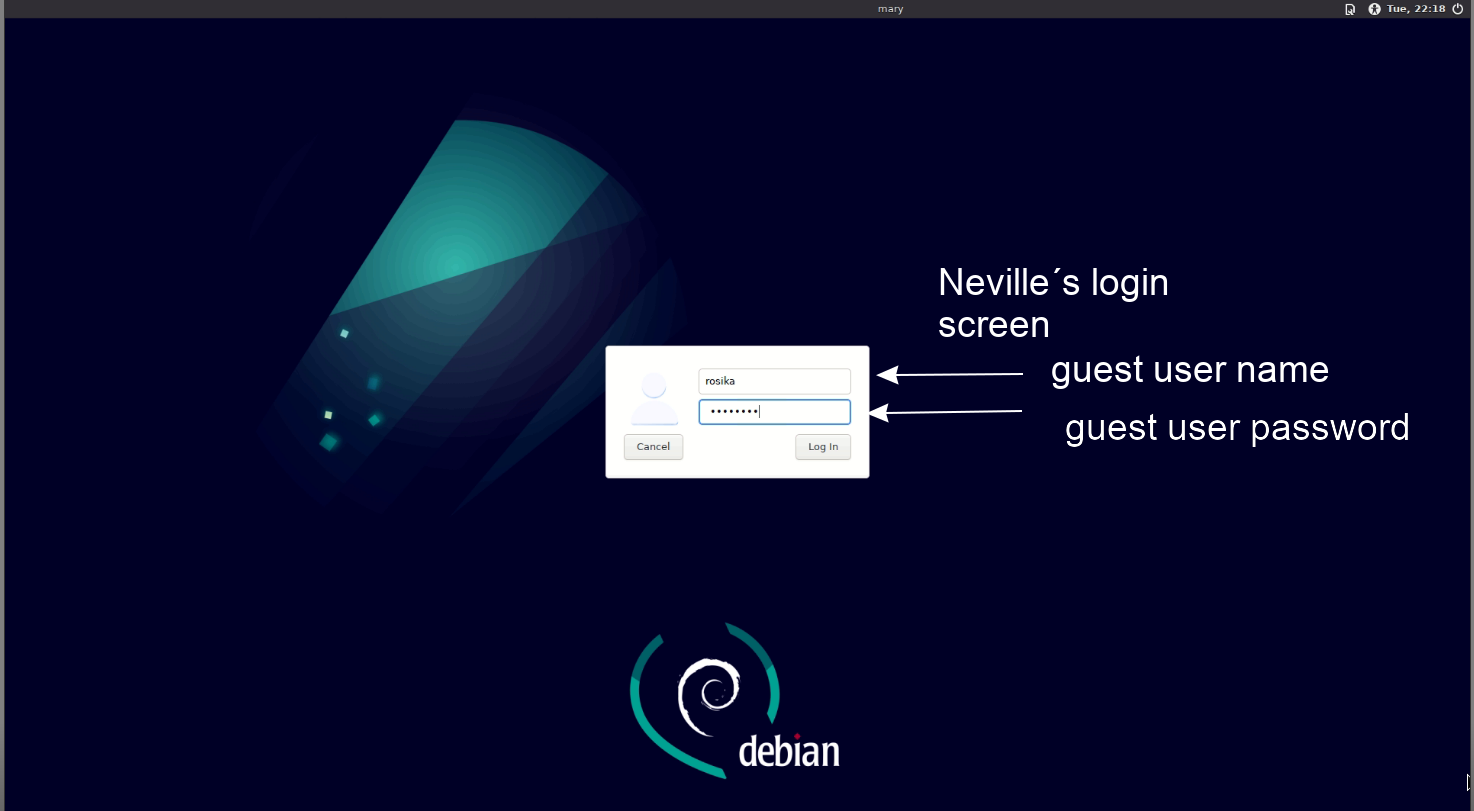 mary
Tue, 22:18
Neville´s login
screen
rosika
guest user name
••••••••
guest user password
Cancel
Log In
debian